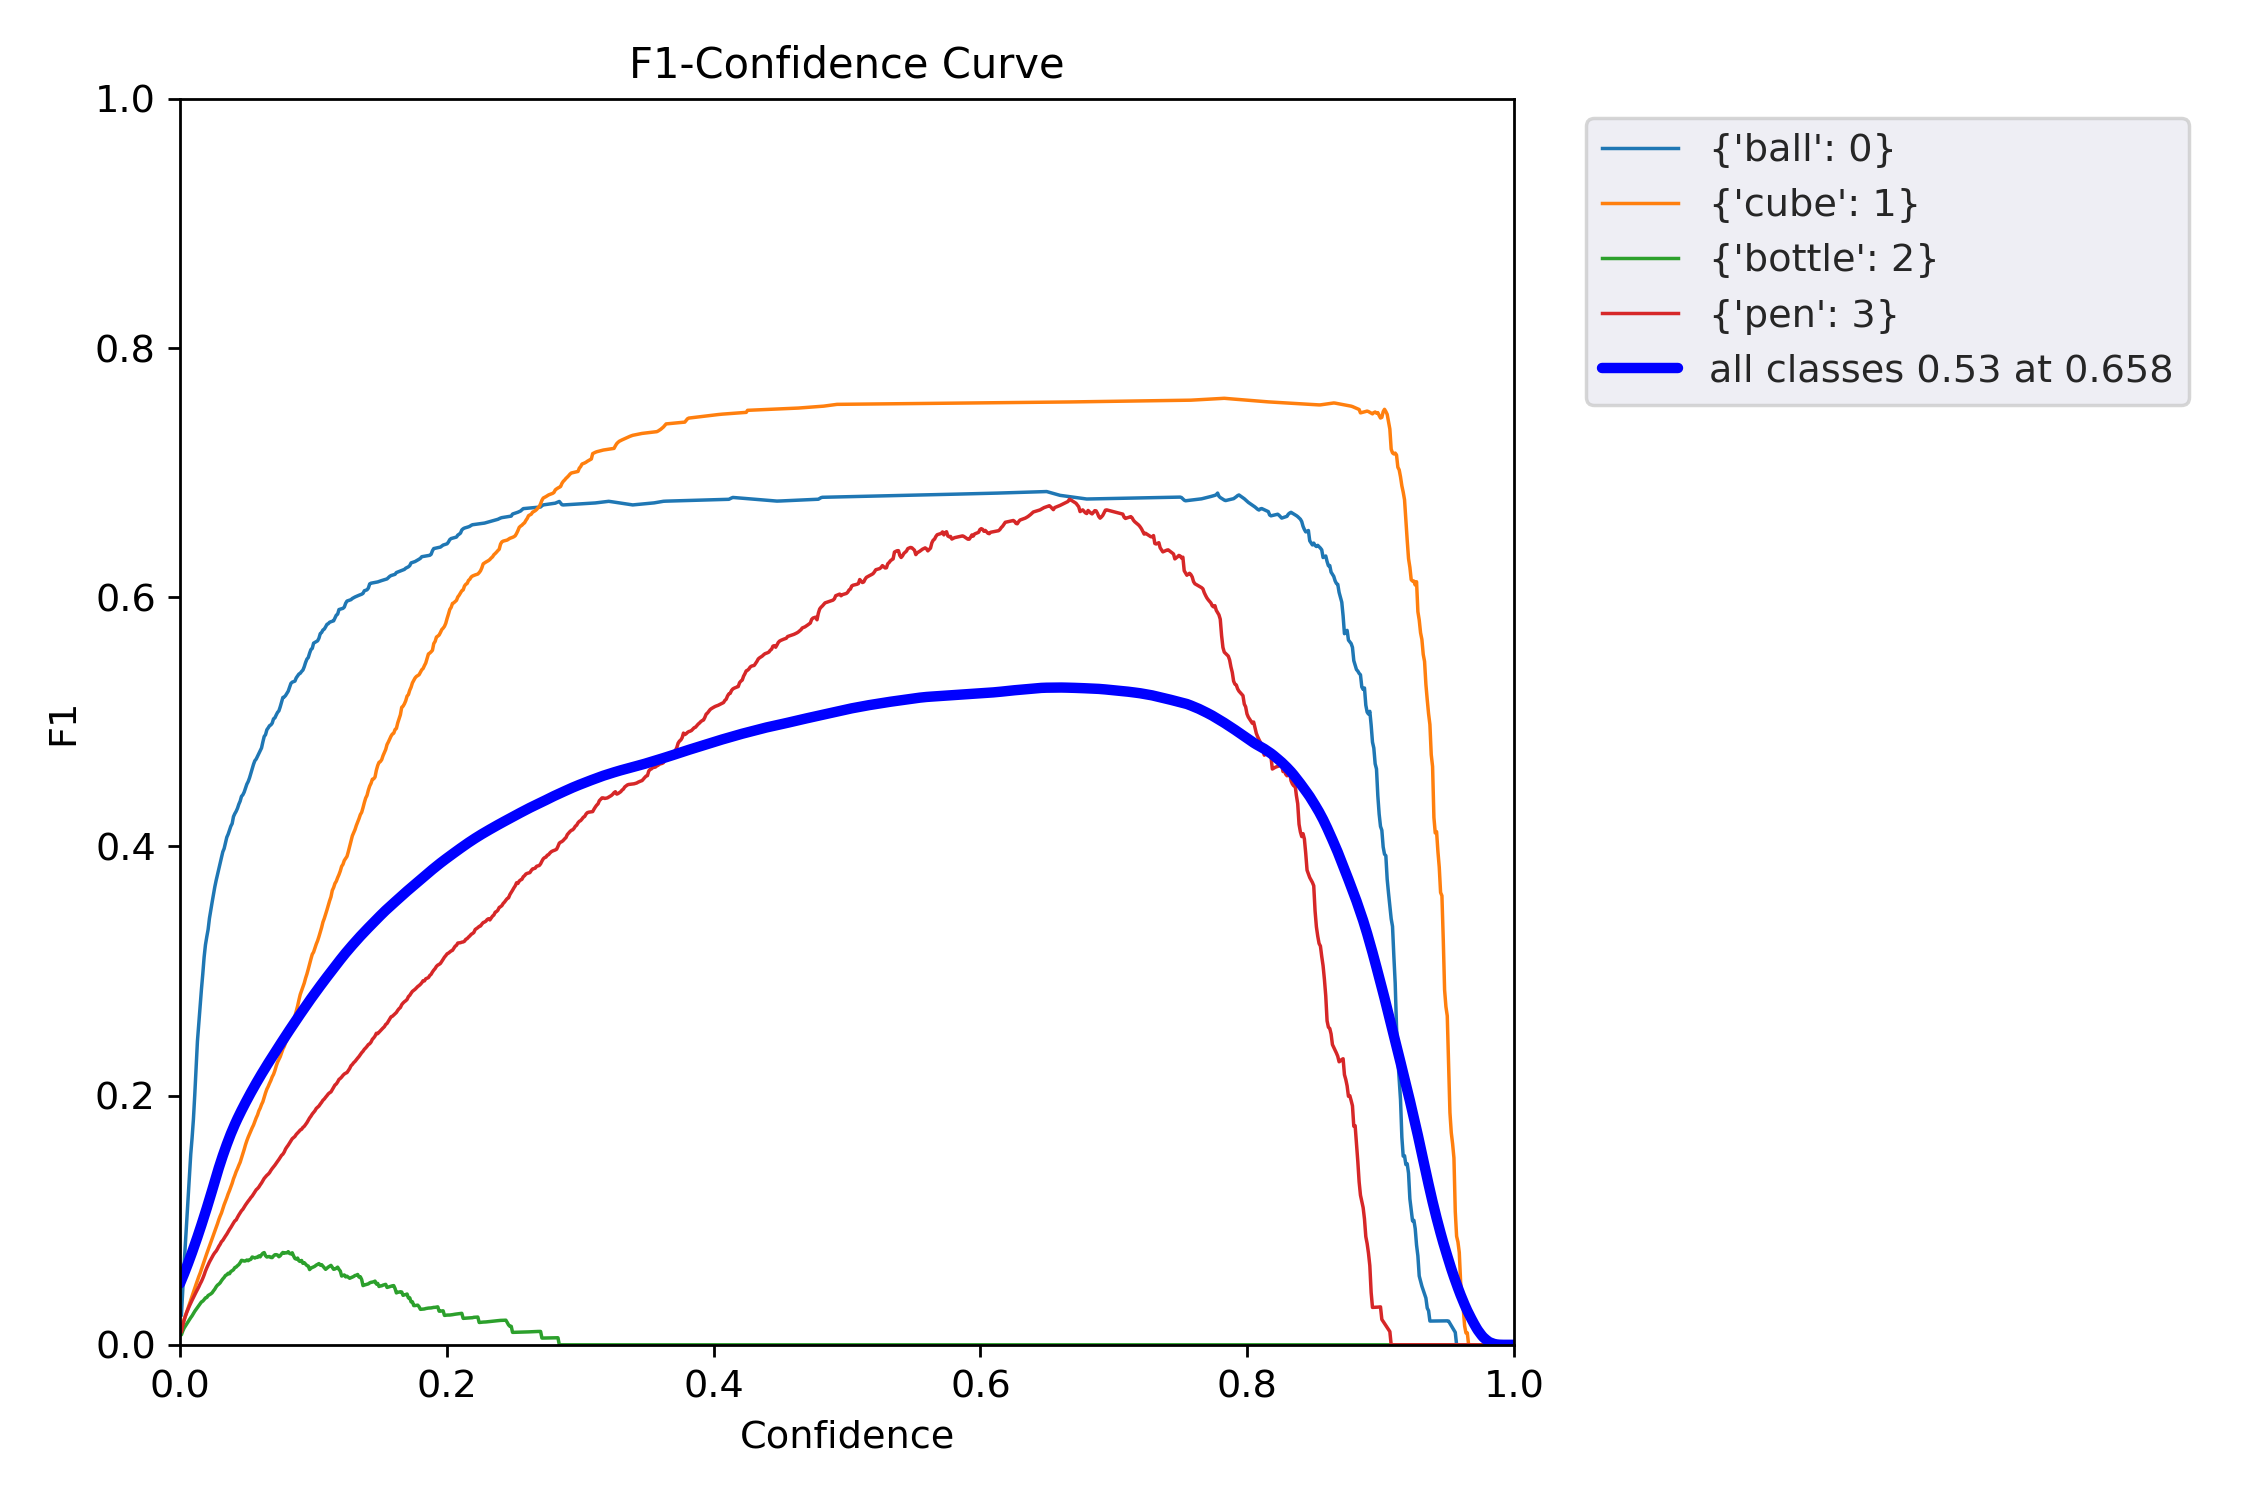 F1-Confidence Curve
1.0
0.8
0.6
0.4
0.2
0.0
F1
0.0 0.2 0.4 0.6 0.8 1.0
Confidence
{'ball': 0}
{'cube': 1}
{'bottle': 2}
{'pen': 3}
all classes 0.53 at 0.658